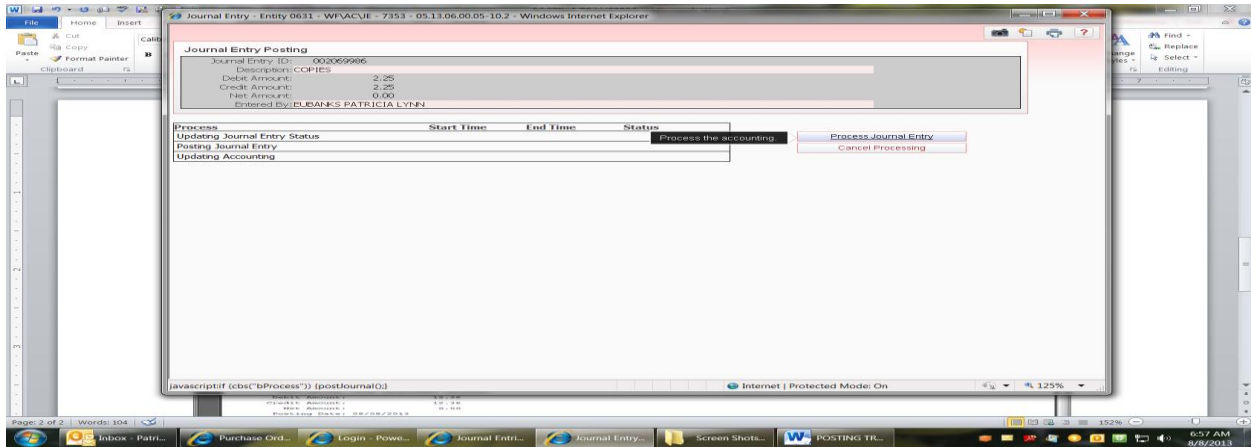 Journal Entry - Entity 0631 - WF\AC\JE - 7353 - 05.13.06.00.05-10.2 - Windows Internet Explorer
File Home Insert
Cut
Copy
Paste
Format Painter
Clipboard
Calib
B
Find
Replace
Select
Editing
Journal Entry Posting
Journal Entry ID: 002069986
Description: COPIES
Debit Amount: 2.25
Credit Amount: 2.25
Net Amount: 0.00
Entered By: EUBANKS PATRICIA LYNN
Process Start Time End Time Status
Updating Journal Entry Status
Posting Journal Entry
Updating Accounting
Process the accounting.
Process Journal Entry
Cancel Processing
javascript:if (cbs("bProcess")) {postJournal();}
Internet | Protected Mode: On
125%
Posting Date: 08/08/2013
Page: 2 of 2 Words: 104
152%
Inbox - Patri... Purchase Ord... Login - Powe... Journal Entri... Journal Entry... Screen Shots... POSTING TR...
6:57 AM
8/8/2013